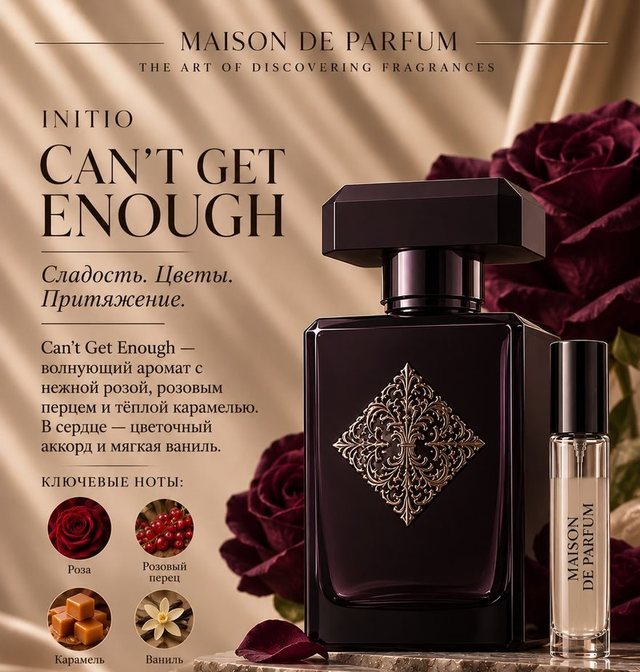 MAISON DE PARFUM
THE ART OF DISCOVERING FRAGRANCES
INITIO
CAN'T GET
ENOUGH
Сладость. Цветы.
Притяжение.
Can't Get Enough —
волнующий аромат с
нежной розой, розовым
перцем и тёплой карамелью.
В сердце — цветочный
аккорд и мягкая ваниль.
КЛЮЧЕВЫЕ НОТЫ:
Роза
Розовый
перец
Карамель
Ваниль
MAISON
DE PARFUM